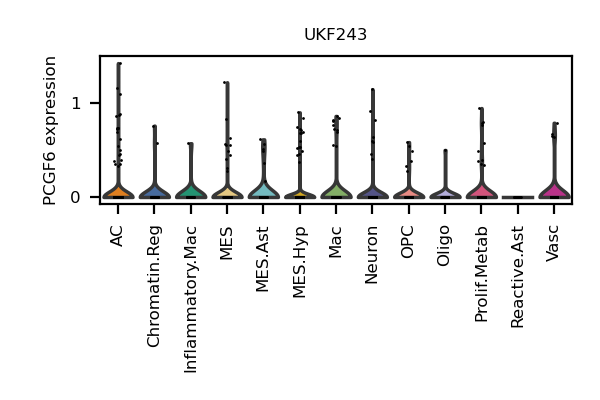 UKF243
PCGF6 expression
1
0
AC
Chromatin.Reg
Inflammatory.Mac
MES
MES.Ast
MES.Hyp
Mac
Neuron
OPC
Oligo
Prolif.Metab
Reactive.Ast
Vasc